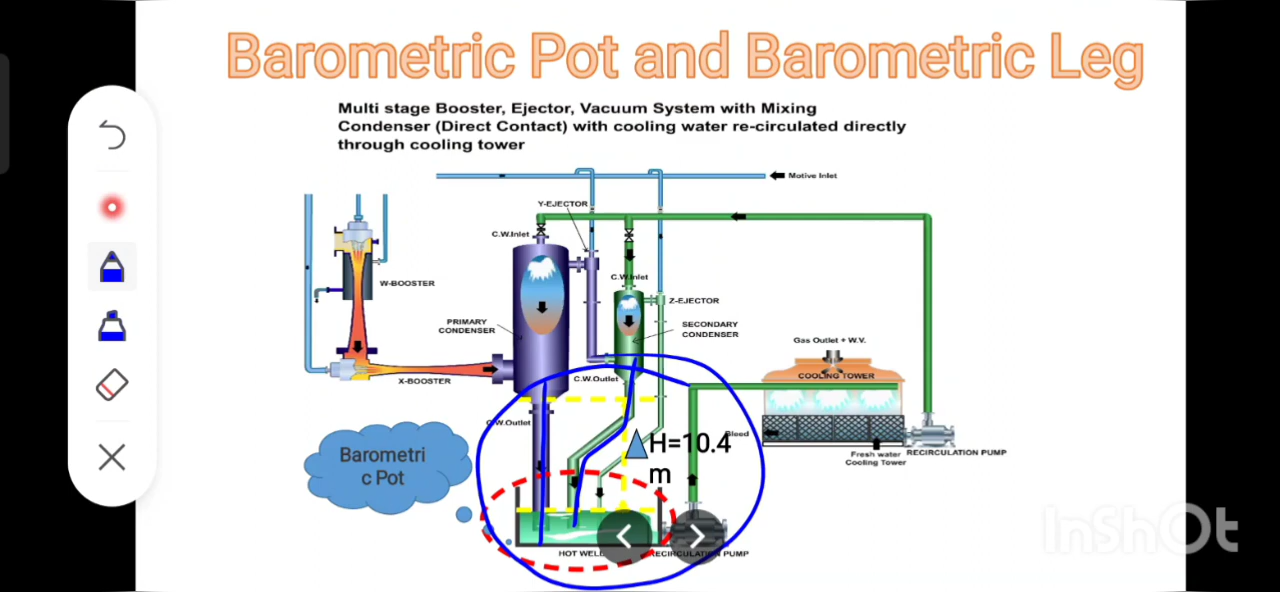 Barometric Pot and Barometric Leg
Multi stage Booster, Ejector, Vacuum System with Mixing
Condenser (Direct Contact) with cooling water re-circulated directly
through cooling tower
Motive Inlet
Y-EJECTOR
C.W.Inlet
C.W.Inlet
W-BOOSTER
Z-EJECTOR
PRIMARY
CONDENSER
SECONDARY
CONDENSER
Gas Outlet + W.V.
COOLING TOWER
X-BOOSTER
C.W.Outlet
C.W.Outlet
Bleed
H=10.4
m
Fresh water
Cooling Tower
RECIRCULATION PUMP
Barometri
c Pot
HOT WELL
RECIRCULATION PUMP
InShOt